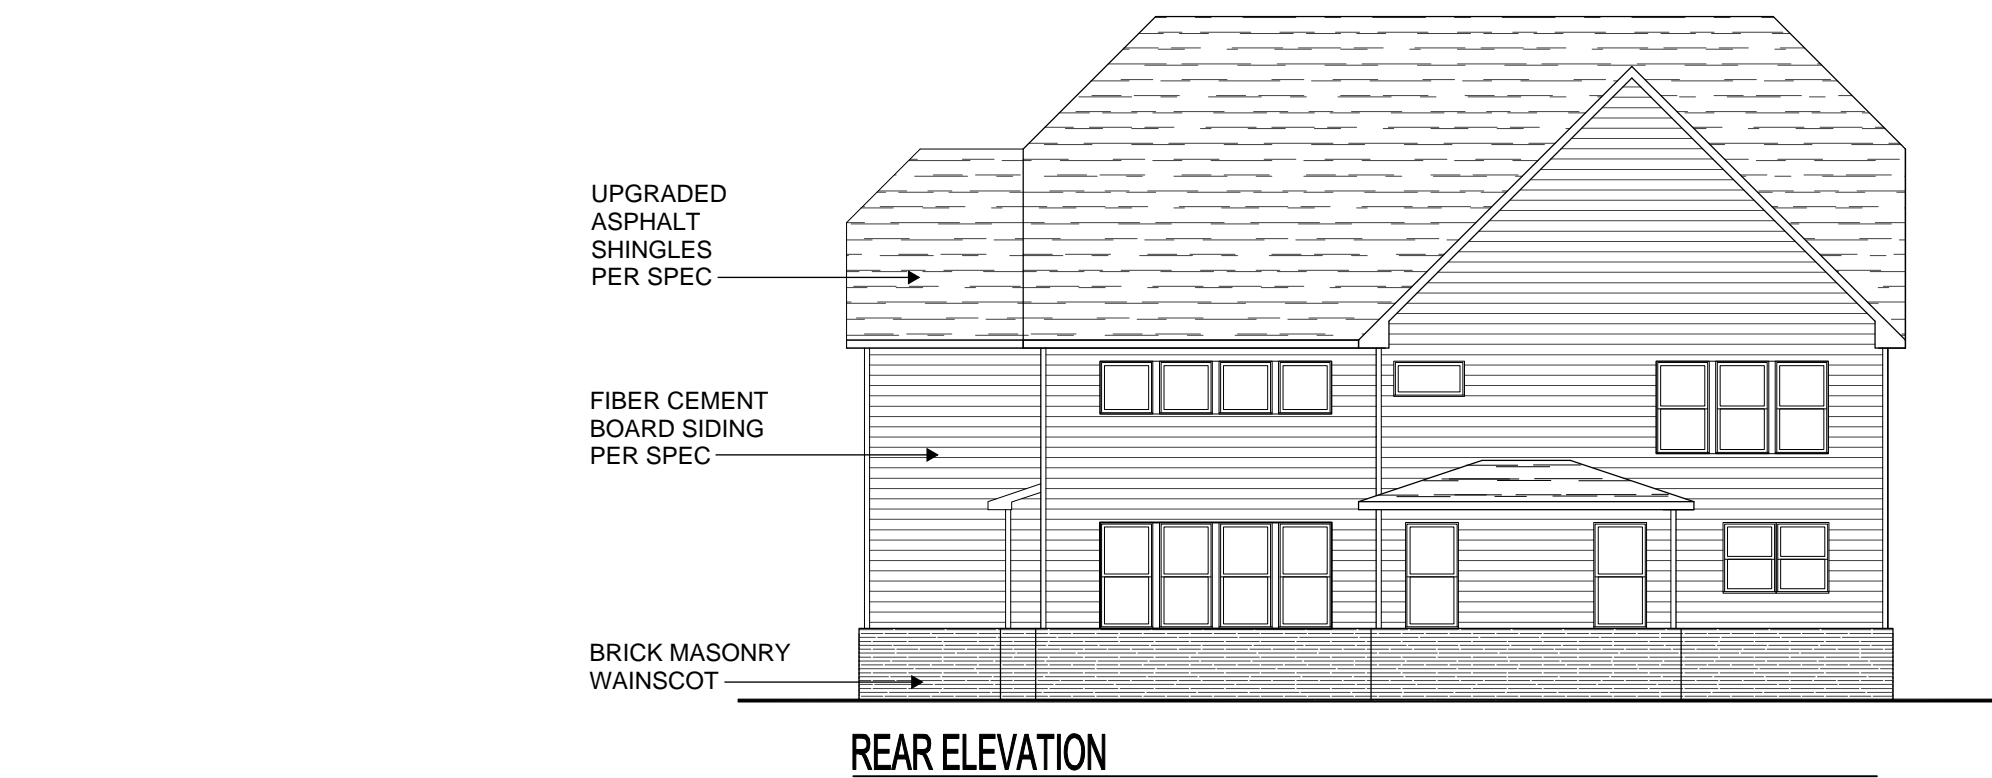 UPGRADED
ASPHALT
SHINGLES
PER SPEC
FIBER CEMENT
BOARD SIDING
PER SPEC
BRICK MASONRY
WAINSCOT
REAR ELEVATION